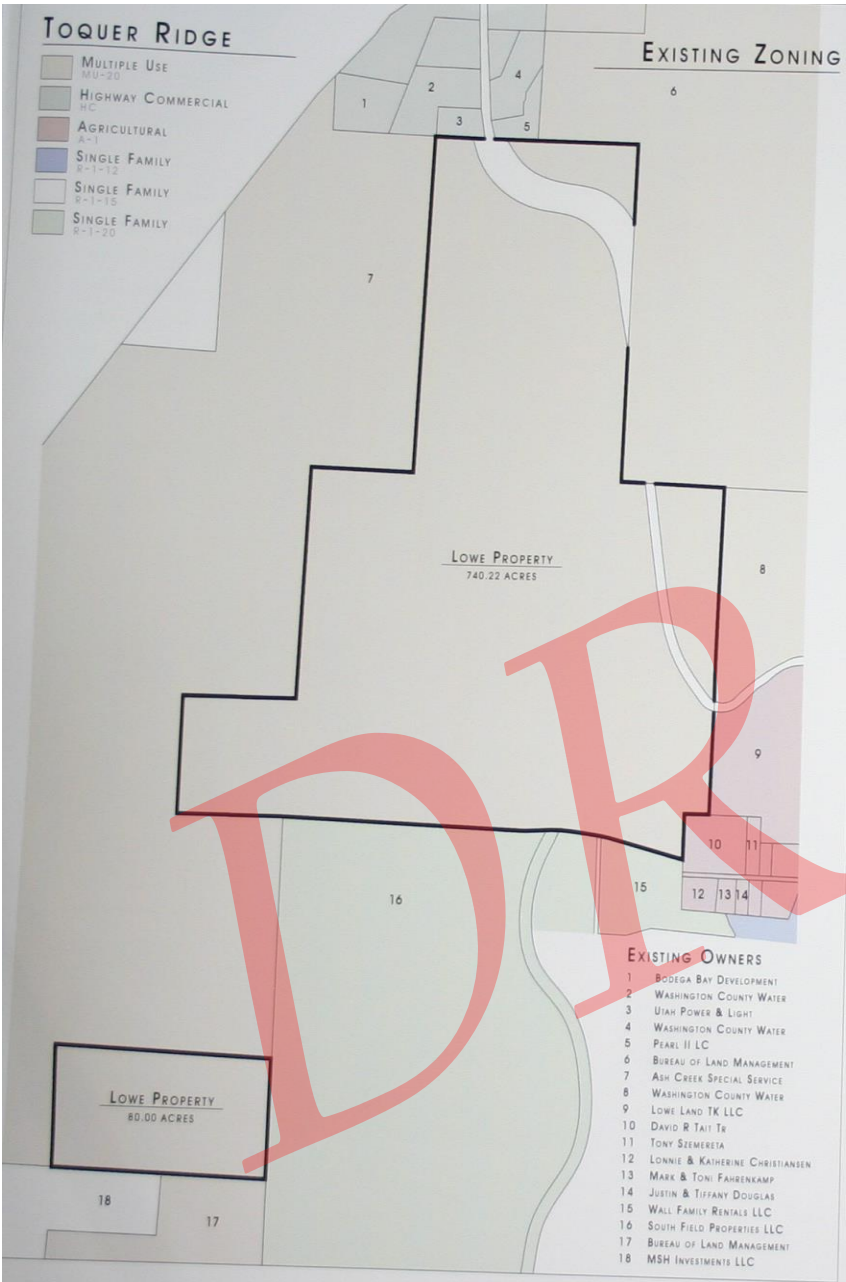 TOQUER RIDGE
EXISTING ZONING
MULTIPLE USE
MU-20
HIGHWAY COMMERCIAL
HC
AGRICULTURAL
A-1
SINGLE FAMILY
R-1-12
SINGLE FAMILY
R-1-15
SINGLE FAMILY
R-1-20
1
2
3
4
5
6
7
LOWE PROPERTY
740.22 ACRES
8
9
10
11
12
13
14
15
16
LOWE PROPERTY
80.00 ACRES
18
17
DR
EXISTING OWNERS
1 BODEGA BAY DEVELOPMENT
2 WASHINGTON COUNTY WATER
3 UTAH POWER & LIGHT
4 WASHINGTON COUNTY WATER
5 PEARL II LC
6 BUREAU OF LAND MANAGEMENT
7 ASH CREEK SPECIAL SERVICE
8 WASHINGTON COUNTY WATER
9 LOWE LAND TK LLC
10 DAVID R TAIT TR
11 TONY SZEMERETA
12 LONNIE & KATHERINE CHRISTIANSEN
13 MARK & TONI FAHRENKAMP
14 JUSTIN & TIFFANY DOUGLAS
15 WALL FAMILY RENTALS LLC
16 SOUTH FIELD PROPERTIES LLC
17 BUREAU OF LAND MANAGEMENT
18 MSH INVESTMENTS LLC